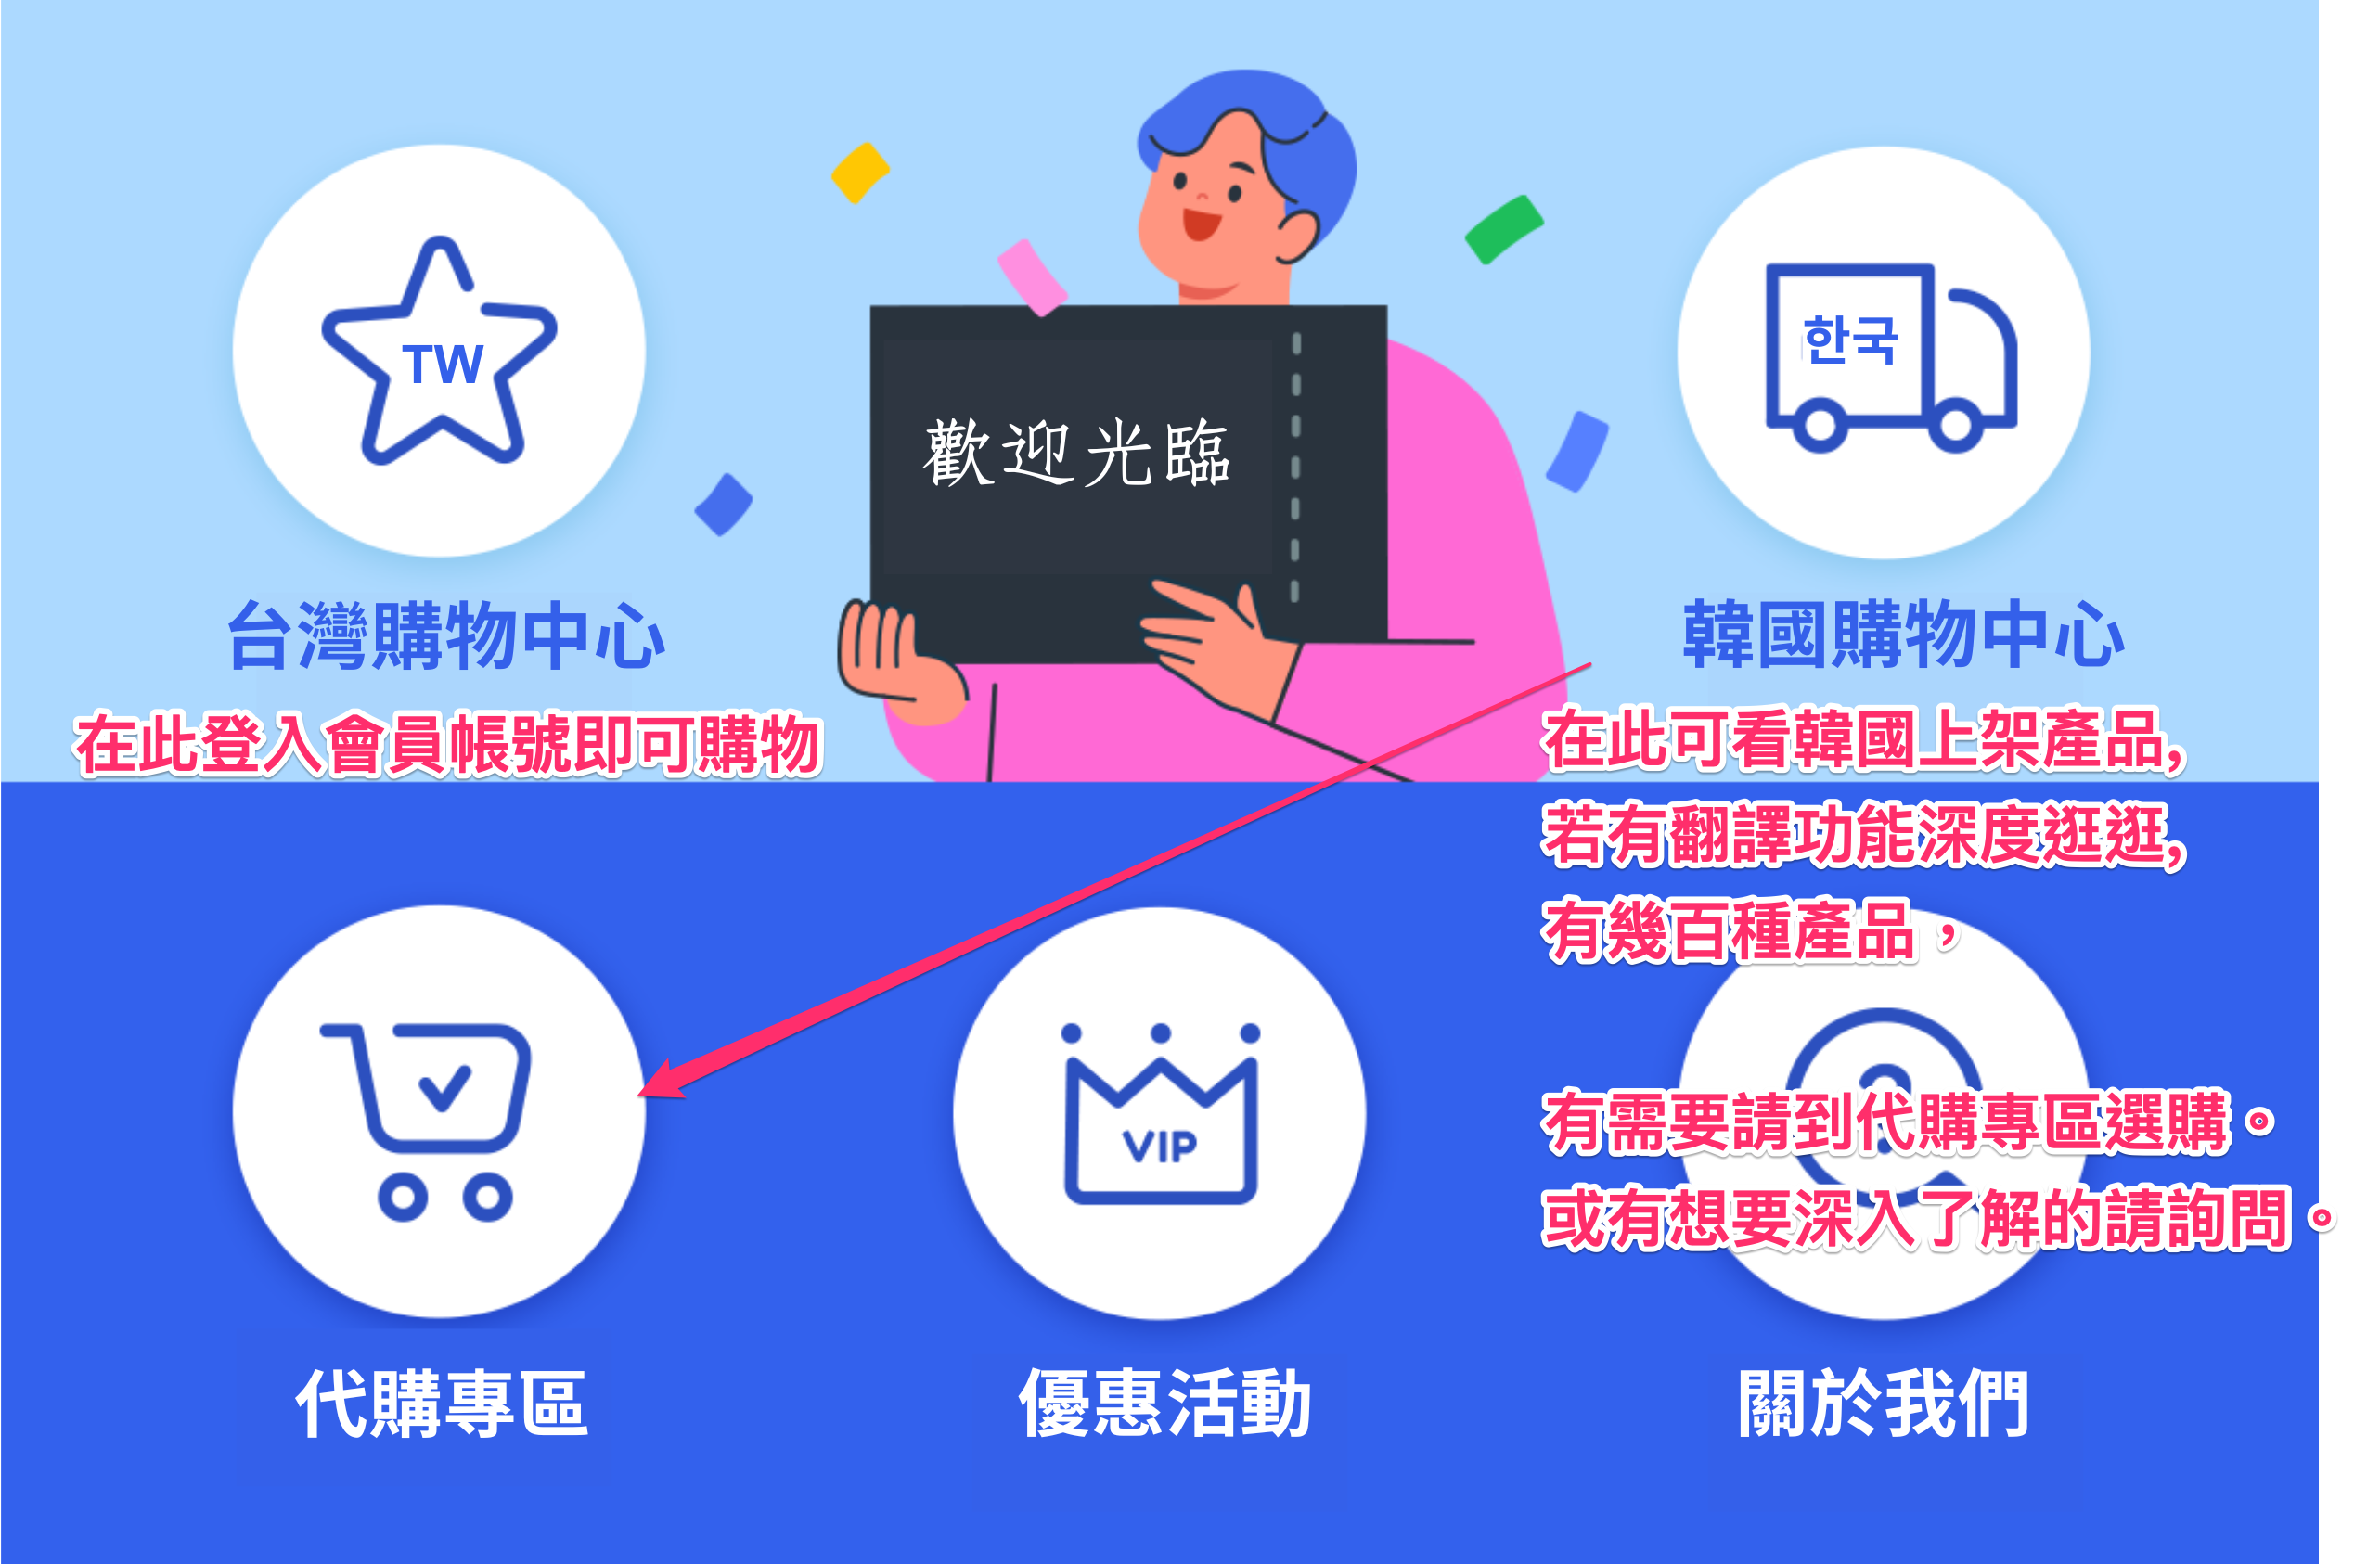 TW
歡迎光臨
한국
台灣購物中心
韓國購物中心
在此登入會員帳號即可購物
在此可看韓國上架產品,
若有翻譯功能深度逛逛,
有幾百種產品，
有需要請到代購專區選購。
或有想要深入了解的請詢問。
VIP
代購專區
優惠活動
關於我們